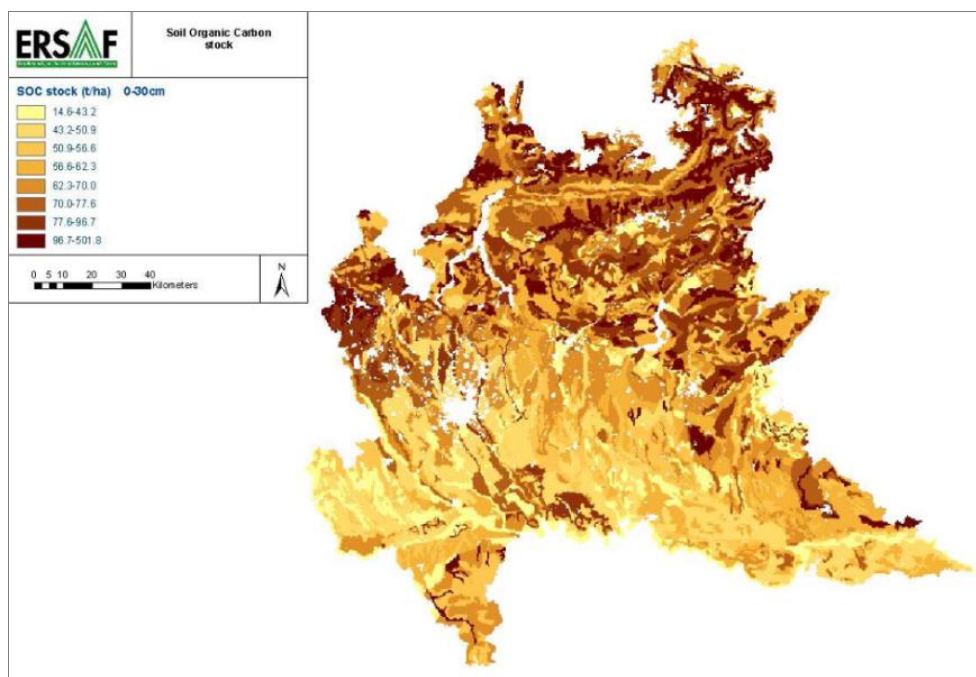 ERSAF
Soil Organic Carbon
stock
SOC stock (t/ha) 0-30cm
14.6-43.2
43.2-50.9
50.9-56.6
56.6-62.3
62.3-70.0
70.0-77.6
77.6-96.7
96.7-501.8
0 5 10 20 30 40
Kilometers
N